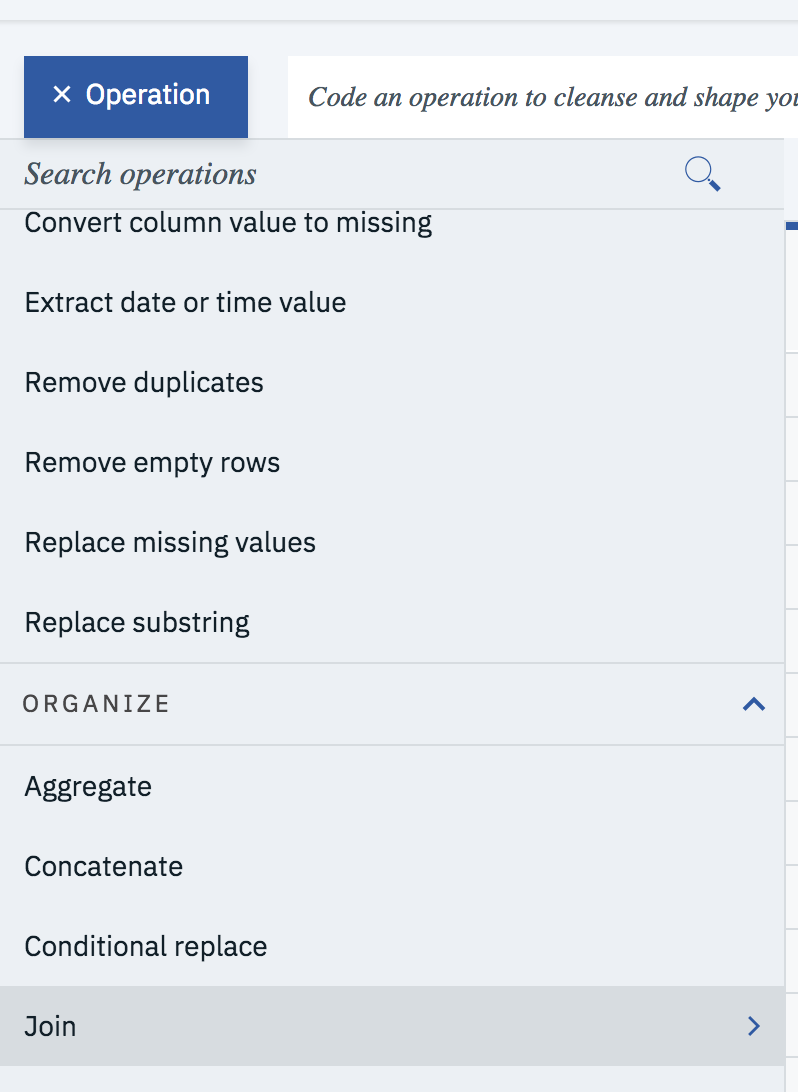 × Operation
Code an operation to cleanse and shape you
Search operations
Convert column value to missing
Extract date or time value
Remove duplicates
Remove empty rows
Replace missing values
Replace substring
ORGANIZE
Aggregate
Concatenate
Conditional replace
Join